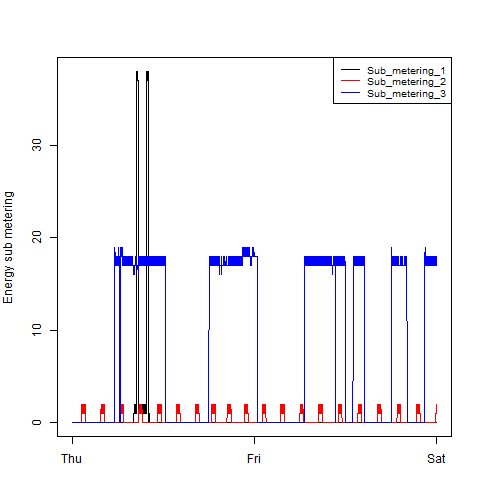 Sub_metering_1
Sub_metering_2
Sub_metering_3
Energy sub metering
30
20
10
0
Thu
Fri
Sat